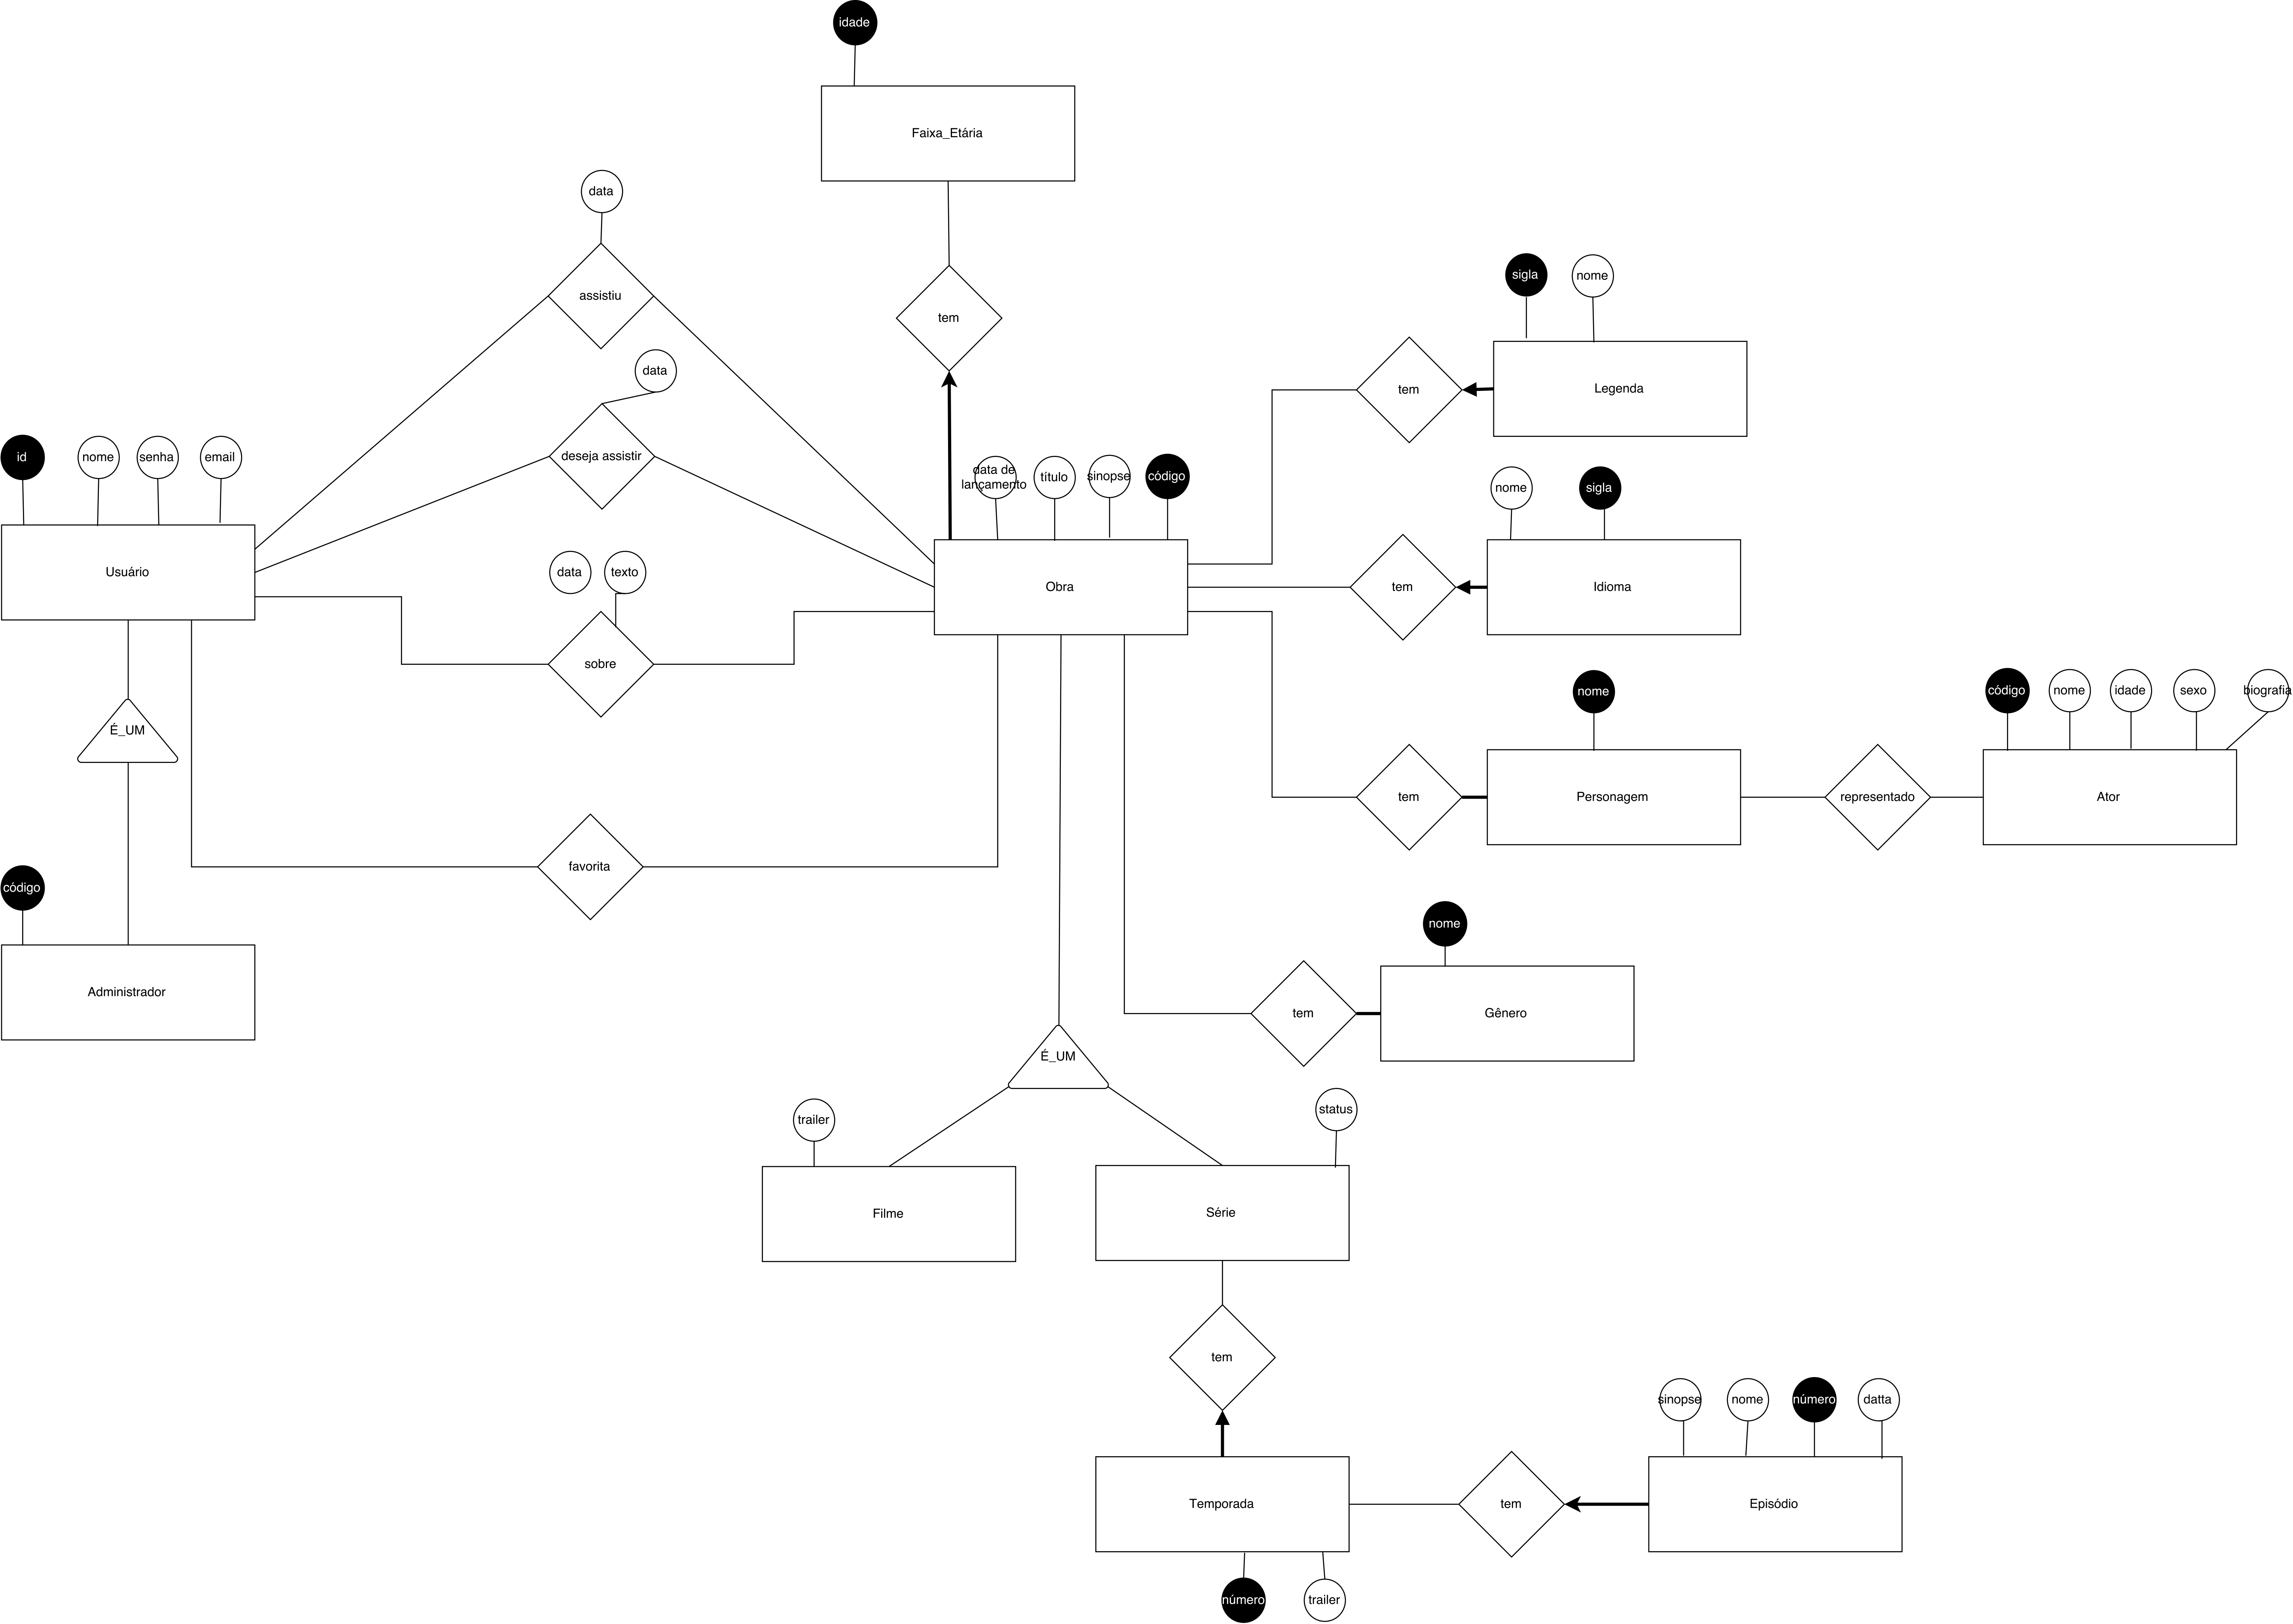 idade
Faixa_Etária
data
assistiu
tem
sigla
nome
data
tem
Legenda
id
nome
senha
email
deseja assistir
data de
lançamento
título
sinopse
código
nome
sigla
Usuário
data
texto
Obra
tem
Idioma
sobre
nome
código
nome
idade
sexo
biografia
É_UM
tem
Personagem
representado
Ator
código
favorita
nome
Administrador
tem
Gênero
É_UM
trailer
status
Filme
Série
tem
sinopse
nome
número
datta
Temporada
tem
Episódio
número
trailer